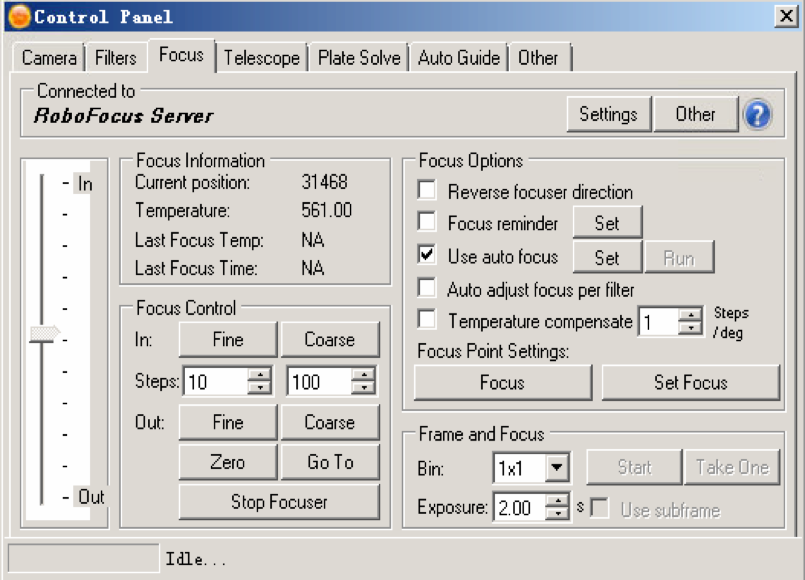 Control Panel
Camera Filters Focus Telescope Plate Solve Auto Guide Other
Connected to
RoboFocus Server
Settings Other ?
In
Out
Focus Information
Current position: 31468
Temperature: 561.00
Last Focus Temp: NA
Last Focus Time: NA
Focus Control
In: Fine Coarse
Steps: 10 100
Out: Fine Coarse
Zero Go To
Stop Focuser
Focus Options
Reverse focuser direction
Focus reminder Set
Use auto focus Set Run
Auto adjust focus per filter
Temperature compensate 1 Steps
/deg
Focus Point Settings:
Focus Set Focus
Frame and Focus
Bin: 1x1 Start Take One
Exposure: 2.00 s Use subframe
Idle...